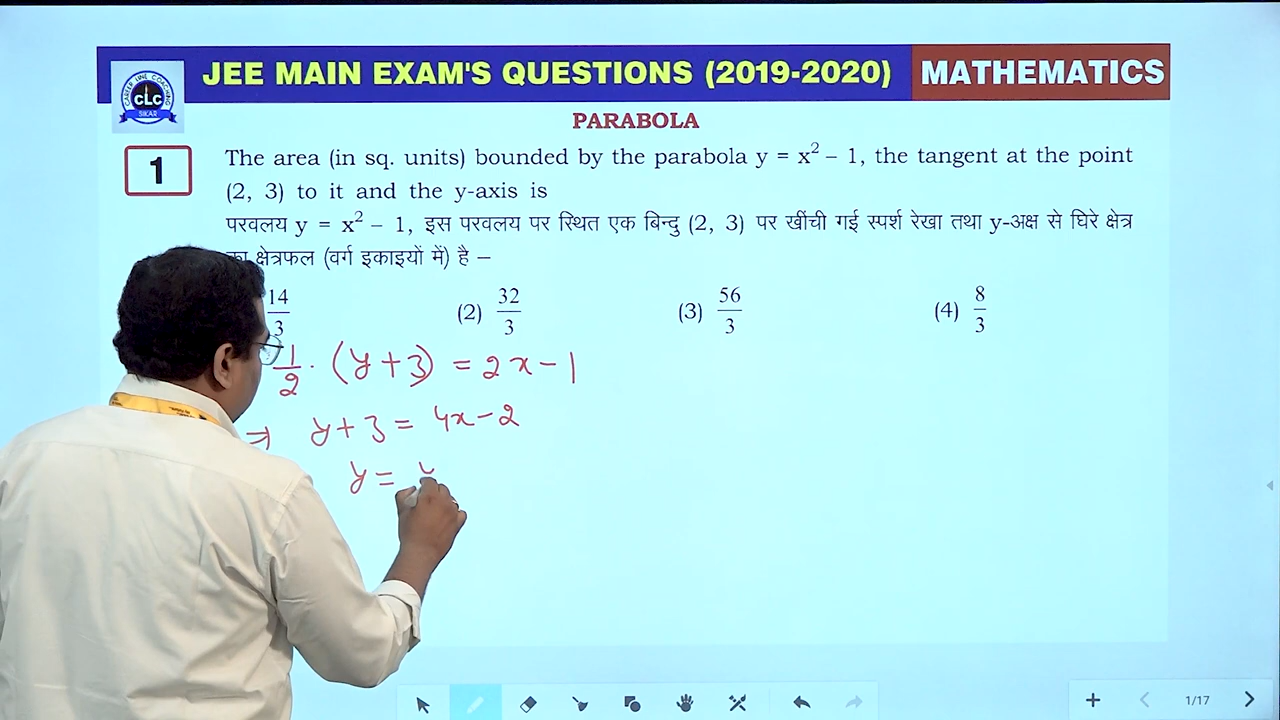 JEE MAIN EXAM'S QUESTIONS (2019-2020) MATHEMATICS
CLC
SIKAR
PARABOLA
1
The area (in sq. units) bounded by the parabola y = x² – 1, the tangent at the point
(2, 3) to it and the y-axis is
परवलय y = x² – 1, इस परवलय पर स्थित एक बिन्दु (2, 3) पर खींची गई स्पर्श रेखा तथा y-अक्ष से घिरे क्षेत्र
का क्षेत्रफल (वर्ग इकाइयों में) है –
14/3 (2) 32/3 (3) 56/3 (4) 8/3
1/2 · (y+3) = 2x-1
⇒ y+3 = 4x-2
y =
1/17